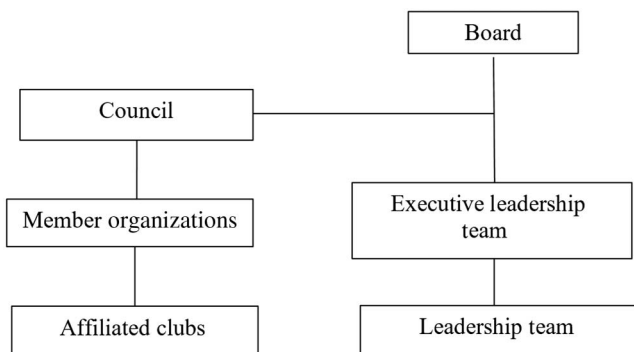 Board
Council
Member organizations
Executive leadership
team
Affiliated clubs
Leadership team